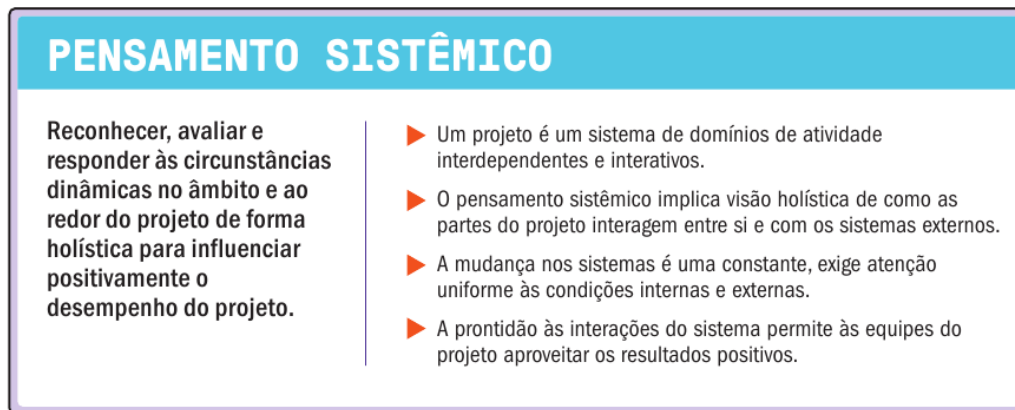 PENSAMENTO SISTÊMICO
Reconhecer, avaliar e
responder às circunstâncias
dinâmicas no âmbito e ao
redor do projeto de forma
holística para influenciar
positivamente o
desempenho do projeto.
Um projeto é um sistema de domínios de atividade
interdependentes e interativos.
O pensamento sistêmico implica visão holística de como as
partes do projeto interagem entre si e com os sistemas externos.
A mudança nos sistemas é uma constante, exige atenção
uniforme às condições internas e externas.
A prontidão às interações do sistema permite às equipes do
projeto aproveitar os resultados positivos.